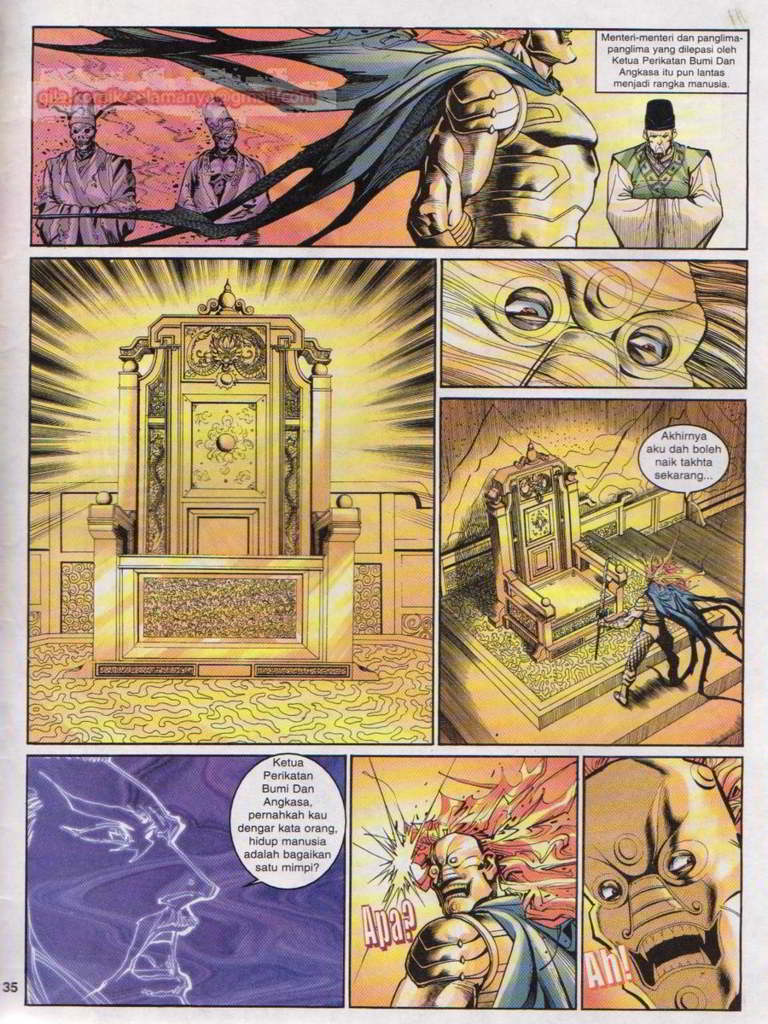 Menteri-menteri dan panglima-
panglima yang dilepasi oleh
Ketua Perikatan Bumi Dan
Angkasa itu pun lantas
menjadi rangka manusia.
Akhirnya
aku dah boleh
naik takhta
sekarang...
Ketua
Perikatan
Bumi Dan
Angkasa,
pernahkah kau
dengar kata orang,
hidup manusia
adalah bagaikan
satu mimpi?
Apa?
Ah!
35